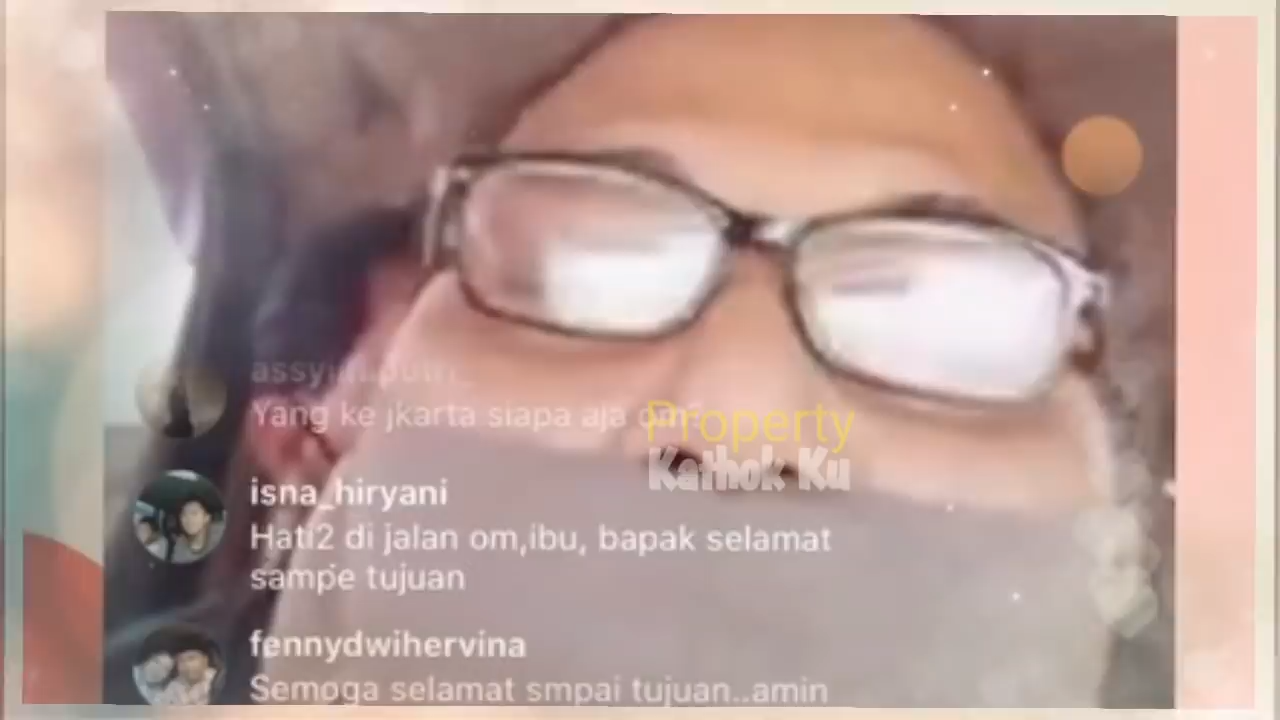 Yang ke jkarta siapa aja om
Property
Kathok Ku
isna_hiryani
Hati2 di jalan om,ibu, bapak selamat
sampe tujuan
fennydwihervina
Semoga selamat smpai tujuan..amin